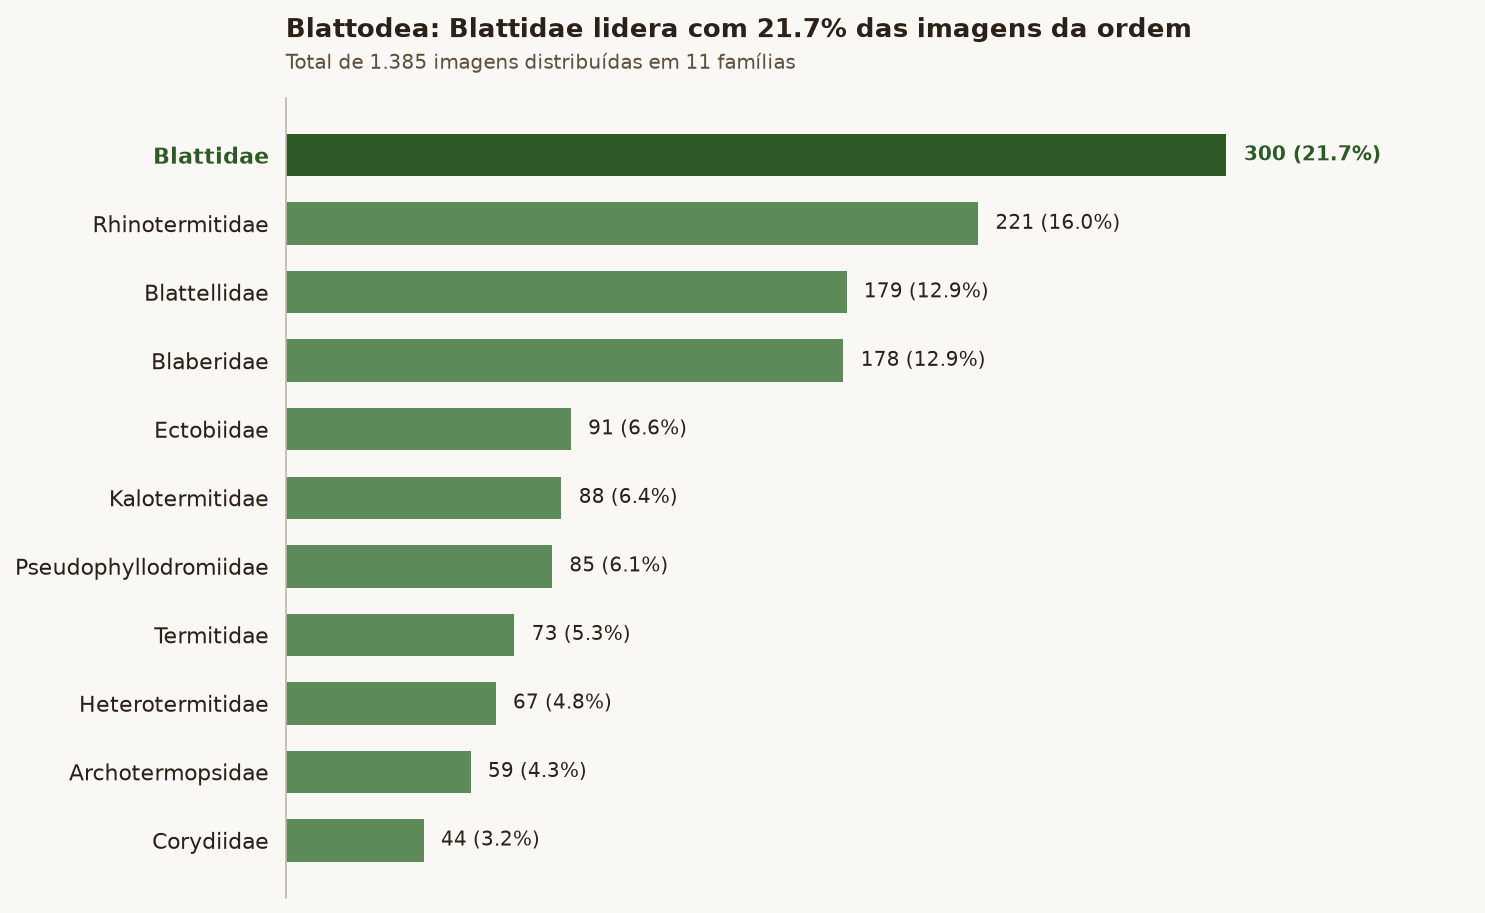 Blattodea: Blattidae lidera com 21.7% das imagens da ordem
Total de 1.385 imagens distribuídas em 11 famílias
Blattidae 300 (21.7%)
Rhinotermitidae 221 (16.0%)
Blattellidae 179 (12.9%)
Blaberidae 178 (12.9%)
Ectobiidae 91 (6.6%)
Kalotermitidae 88 (6.4%)
Pseudophyllodromiidae 85 (6.1%)
Termitidae 73 (5.3%)
Heterotermitidae 67 (4.8%)
Archotermopsidae 59 (4.3%)
Corydiidae 44 (3.2%)